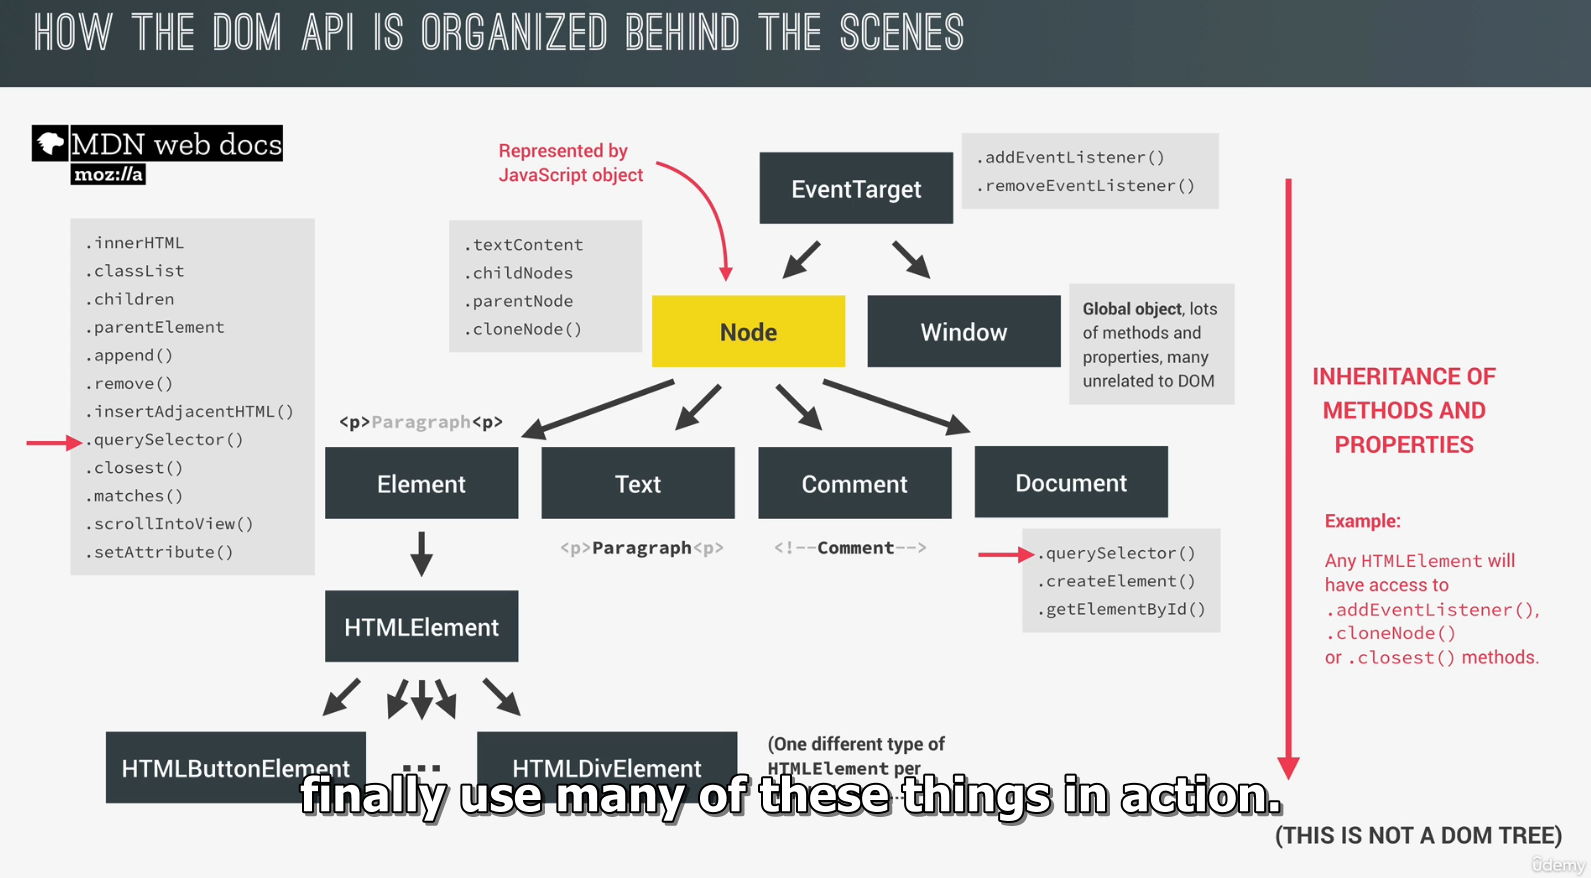 HOW THE DOM API IS ORGANIZED BEHIND THE SCENES
MDN web docs
moz://a
Represented by
JavaScript object
EventTarget
.addEventListener()
.removeEventListener()
.innerHTML
.classList
.children
.parentElement
.append()
.remove()
.insertAdjacentHTML()
.querySelector()
.closest()
.matches()
.scrollIntoView()
.setAttribute()
.textContent
.childNodes
.parentNode
.cloneNode()
Node
Window
Global object, lots
of methods and
properties, many
unrelated to DOM
<p>Paragraph<p>
Element
Text
Comment
Document
<p>Paragraph<p>
<!--Comment-->
.querySelector()
.createElement()
.getElementById()
HTMLElement
HTMLButtonElement
...
HTMLDivElement
(One different type of
HTMLElement per
INHERITANCE OF
METHODS AND
PROPERTIES
Example:
Any HTMLElement will
have access to
.addEventListener(),
.cloneNode()
or .closest() methods.
finally use many of these things in action.
(THIS IS NOT A DOM TREE)
ûdemy